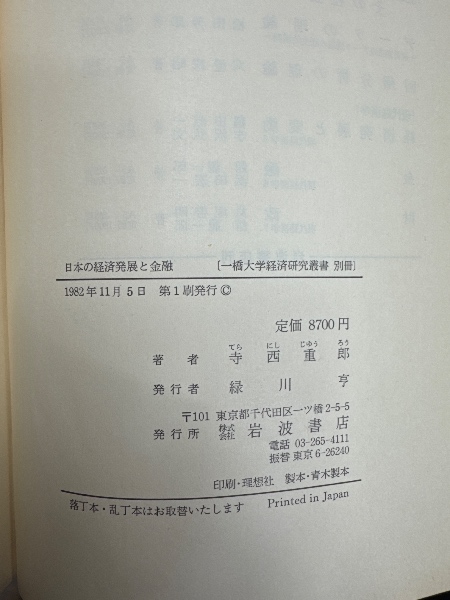 日本の経済発展と金融 〔一橋大学経済研究叢書 別冊〕
1982年11月5日 第1刷発行Ⓒ
定価 8700円
てら にし じゅう ろう
著者 寺西重郎
発行者 緑川亨
〒101 東京都千代田区一ツ橋2-5-5
発行所 株式会社 岩波書店
電話 03-265-4111
振替 東京6-26240
印刷・理想社 製本・青木製本
落丁本・乱丁本はお取替いたします Printed in Japan